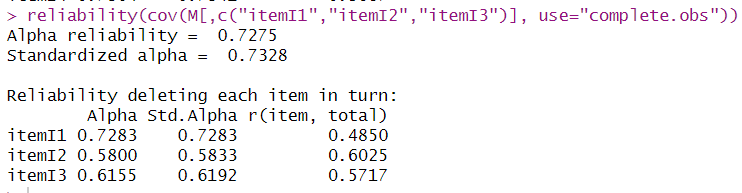 > reliability(cov(M[,c("itemI1","itemI2","itemI3")], use="complete.obs"))
Alpha reliability =  0.7275
Standardized alpha =  0.7328

Reliability deleting each item in turn:
        Alpha Std.Alpha r(item, total)
itemI1 0.7283    0.7283         0.4850
itemI2 0.5800    0.5833         0.6025
itemI3 0.6155    0.6192         0.5717